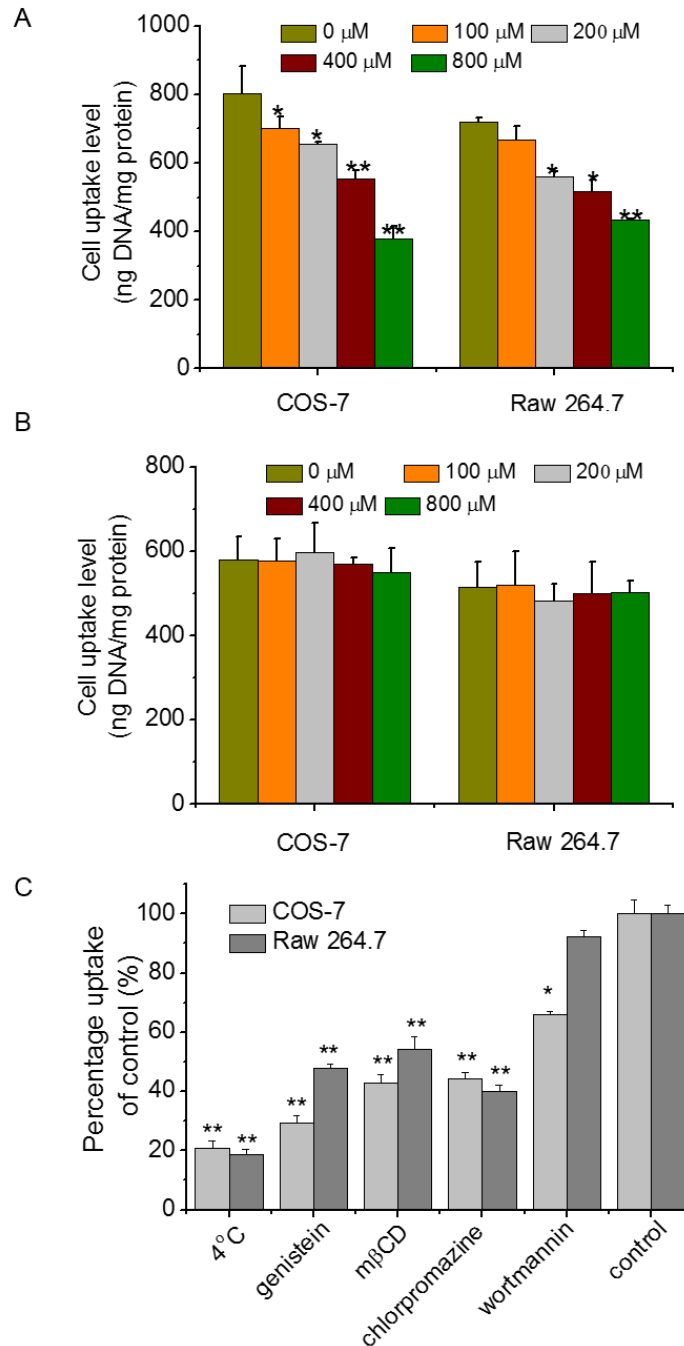 A
0 μM 100 μM 200 μM
400 μM 800 μM
Cell uptake level
(ng DNA/mg protein)
1000
800
600
400
200
0
* * ** **
* * **
COS-7 Raw 264.7
B
0 μM 100 μM 200 μM
400 μM 800 μM
Cell uptake level
(ng DNA/mg protein)
800
600
400
200
0
COS-7 Raw 264.7
C
COS-7
Raw 264.7
Percentage uptake
of control (%)
100
80
60
40
20
0
** ** ** ** ** ** ** ** *
4°C genistein mβCD chlorpromazine wortmannin control